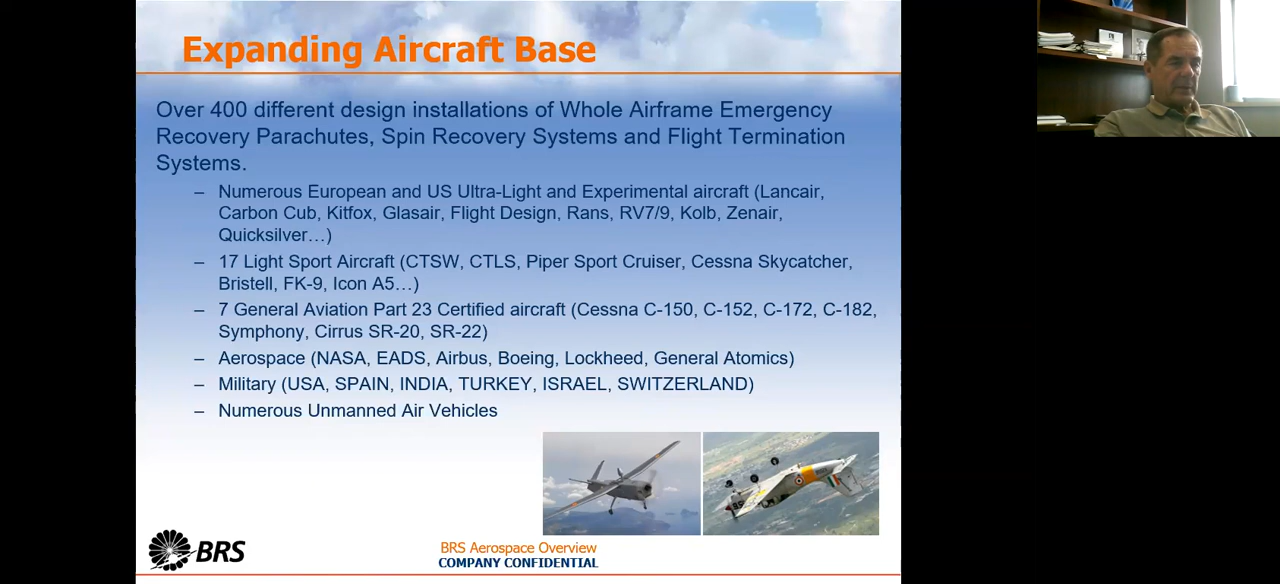 Expanding Aircraft Base
Over 400 different design installations of Whole Airframe Emergency
Recovery Parachutes, Spin Recovery Systems and Flight Termination
Systems.
– Numerous European and US Ultra-Light and Experimental aircraft (Lancair,
Carbon Cub, Kitfox, Glasair, Flight Design, Rans, RV7/9, Kolb, Zenair,
Quicksilver…)
– 17 Light Sport Aircraft (CTSW, CTLS, Piper Sport Cruiser, Cessna Skycatcher,
Bristell, FK-9, Icon A5…)
– 7 General Aviation Part 23 Certified aircraft (Cessna C-150, C-152, C-172, C-182,
Symphony, Cirrus SR-20, SR-22)
– Aerospace (NASA, EADS, Airbus, Boeing, Lockheed, General Atomics)
– Military (USA, SPAIN, INDIA, TURKEY, ISRAEL, SWITZERLAND)
– Numerous Unmanned Air Vehicles
BRS
BRS Aerospace Overview
COMPANY CONFIDENTIAL